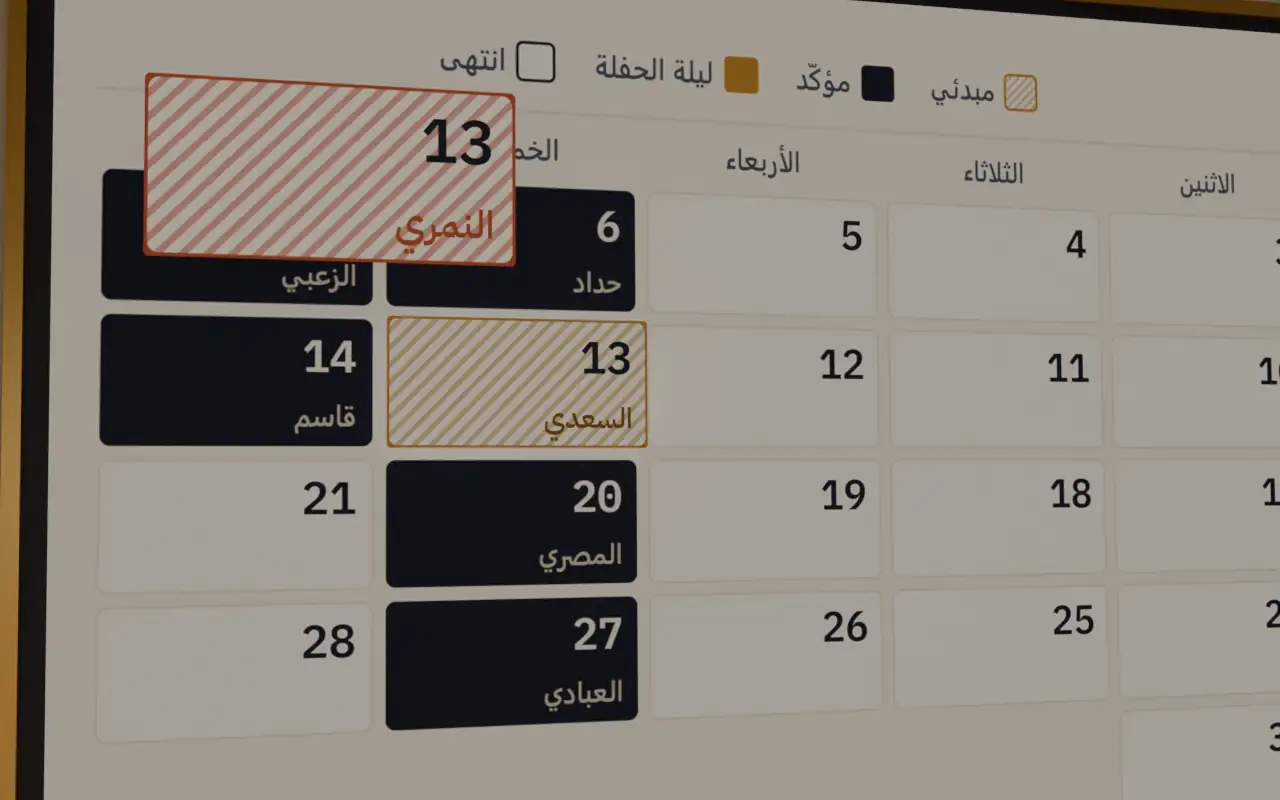 مبدئي
مؤكّد
ليلة الحفلة
انتهى
الاثنين
الثلاثاء
الأربعاء
الخم
13
النمري
4
5
6
حداد
الزعبي
11
12
13
السعدي
14
قاسم
18
19
20
المصري
21
25
26
27
العبادي
28